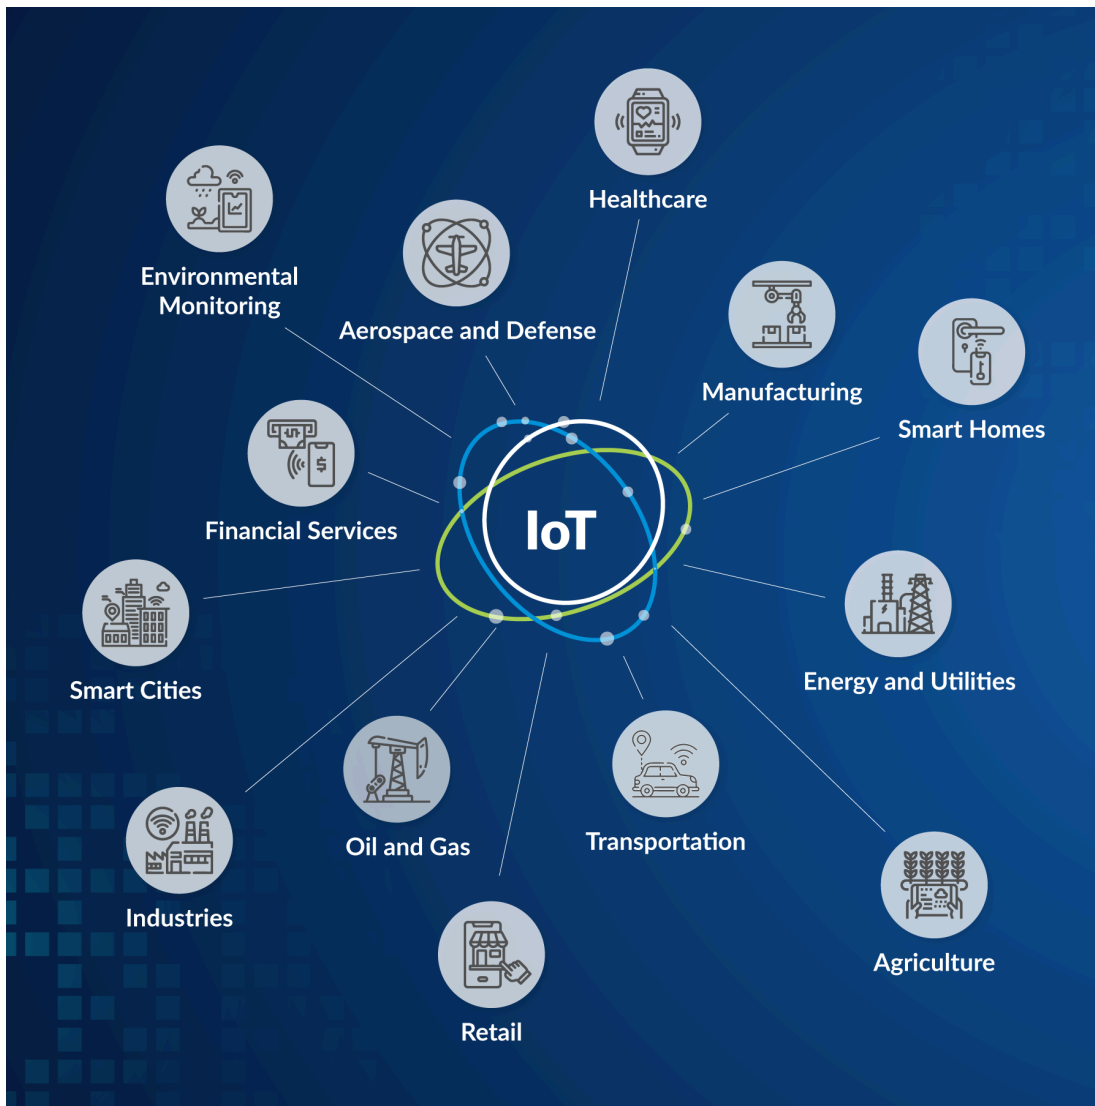 Healthcare
Environmental
Monitoring
Aerospace and Defense
Manufacturing
Smart Homes
Financial Services
IoT
Smart Cities
Energy and Utilities
Oil and Gas
Transportation
Industries
Agriculture
Retail